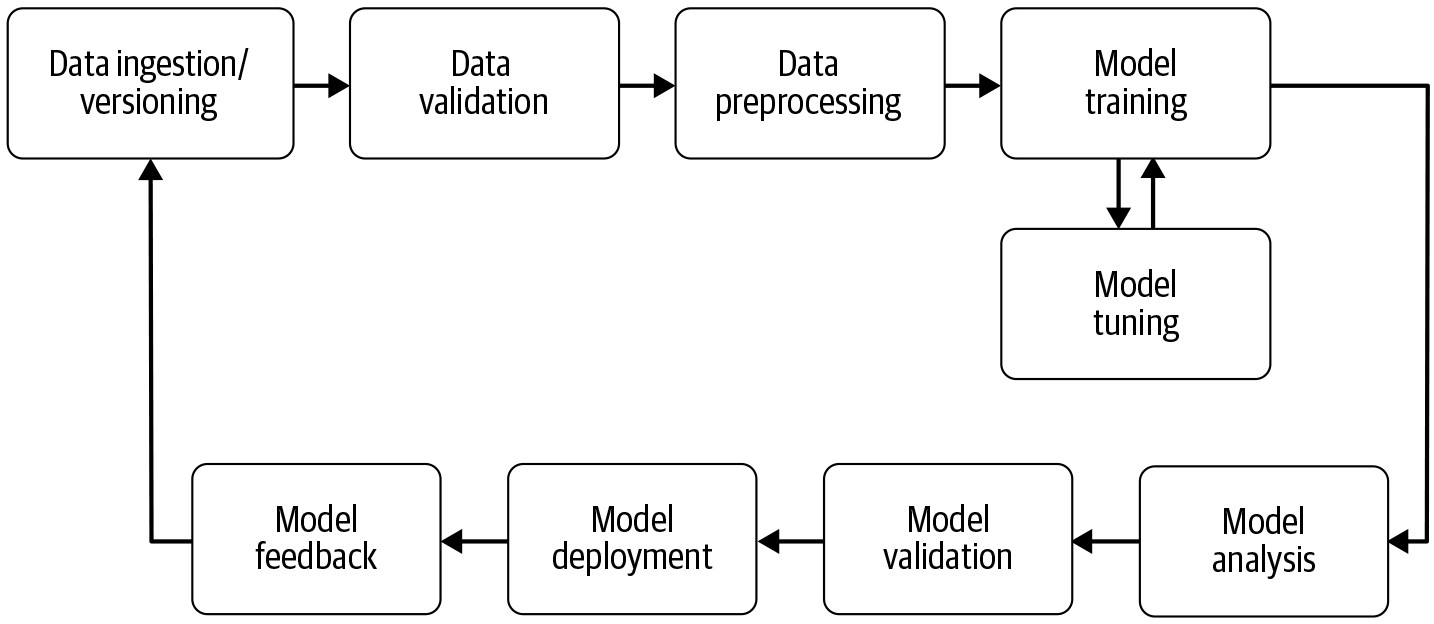 Data ingestion/
versioning
Data
validation
Data
preprocessing
Model
training
Model
tuning
Model
feedback
Model
deployment
Model
validation
Model
analysis